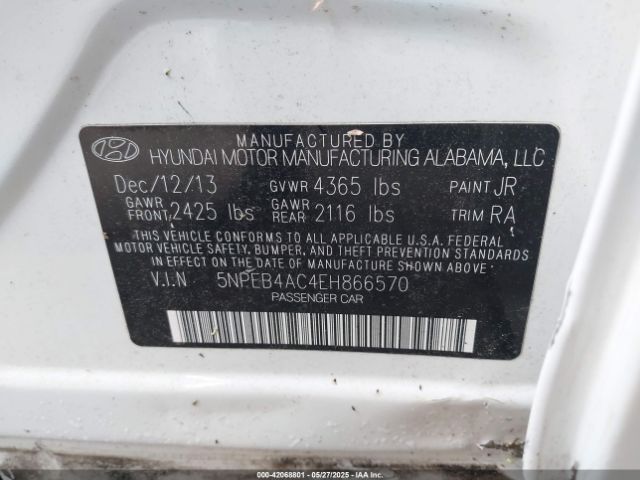 MANUFACTURED BY
HYUNDAI MOTOR MANUFACTURING ALABAMA, LLC
Dec/12/13 GVWR 4365 lbs PAINT JR
GAWR FRONT 2425 lbs GAWR REAR 2116 lbs TRIM RA
THIS VEHICLE CONFORMS TO ALL APPLICABLE U.S.A. FEDERAL
MOTOR VEHICLE SAFETY, BUMPER, AND THEFT PREVENTION
STANDARDS IN EFFECT ON THE DATE OF MANUFACTURE SHOWN ABOVE.
V.I.N 5NPEB4AC4EH866570
PASSENGER CAR
000-42068801 - 05/27/2025 - IAAI.COM